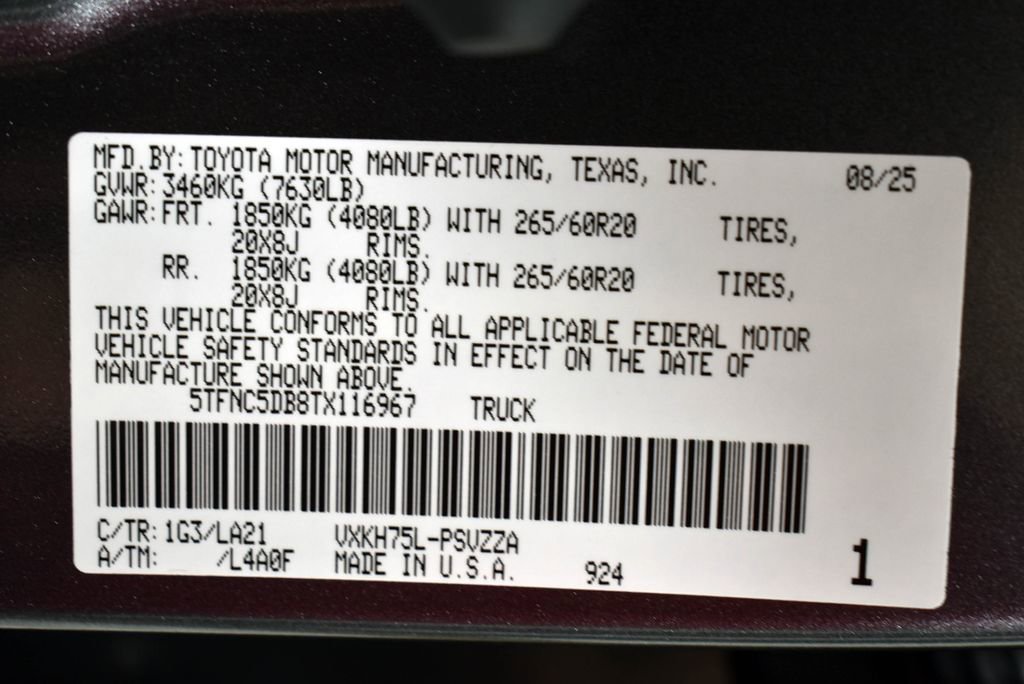 MFD.BY: TOYOTA MOTOR MANUFACTURING, TEXAS, INC. 08/25
GVWR: 3460KG (7630LB)
GAWR: FRT. 1850KG (4080LB) WITH 265/60R20 TIRES,
20X8J RIMS.
RR. 1850KG (4080LB) WITH 265/60R20 TIRES,
20X8J RIMS.
THIS VEHICLE CONFORMS TO ALL APPLICABLE FEDERAL MOTOR
VEHICLE SAFETY STANDARDS IN EFFECT ON THE DATE OF
MANUFACTURE SHOWN ABOVE.
5TFNC5DB8TX116967 TRUCK
C/TR: 1G3/LA21 VXKH75L-PSVZZA
A/TM: /L4A0F MADE IN U.S.A. 924 1